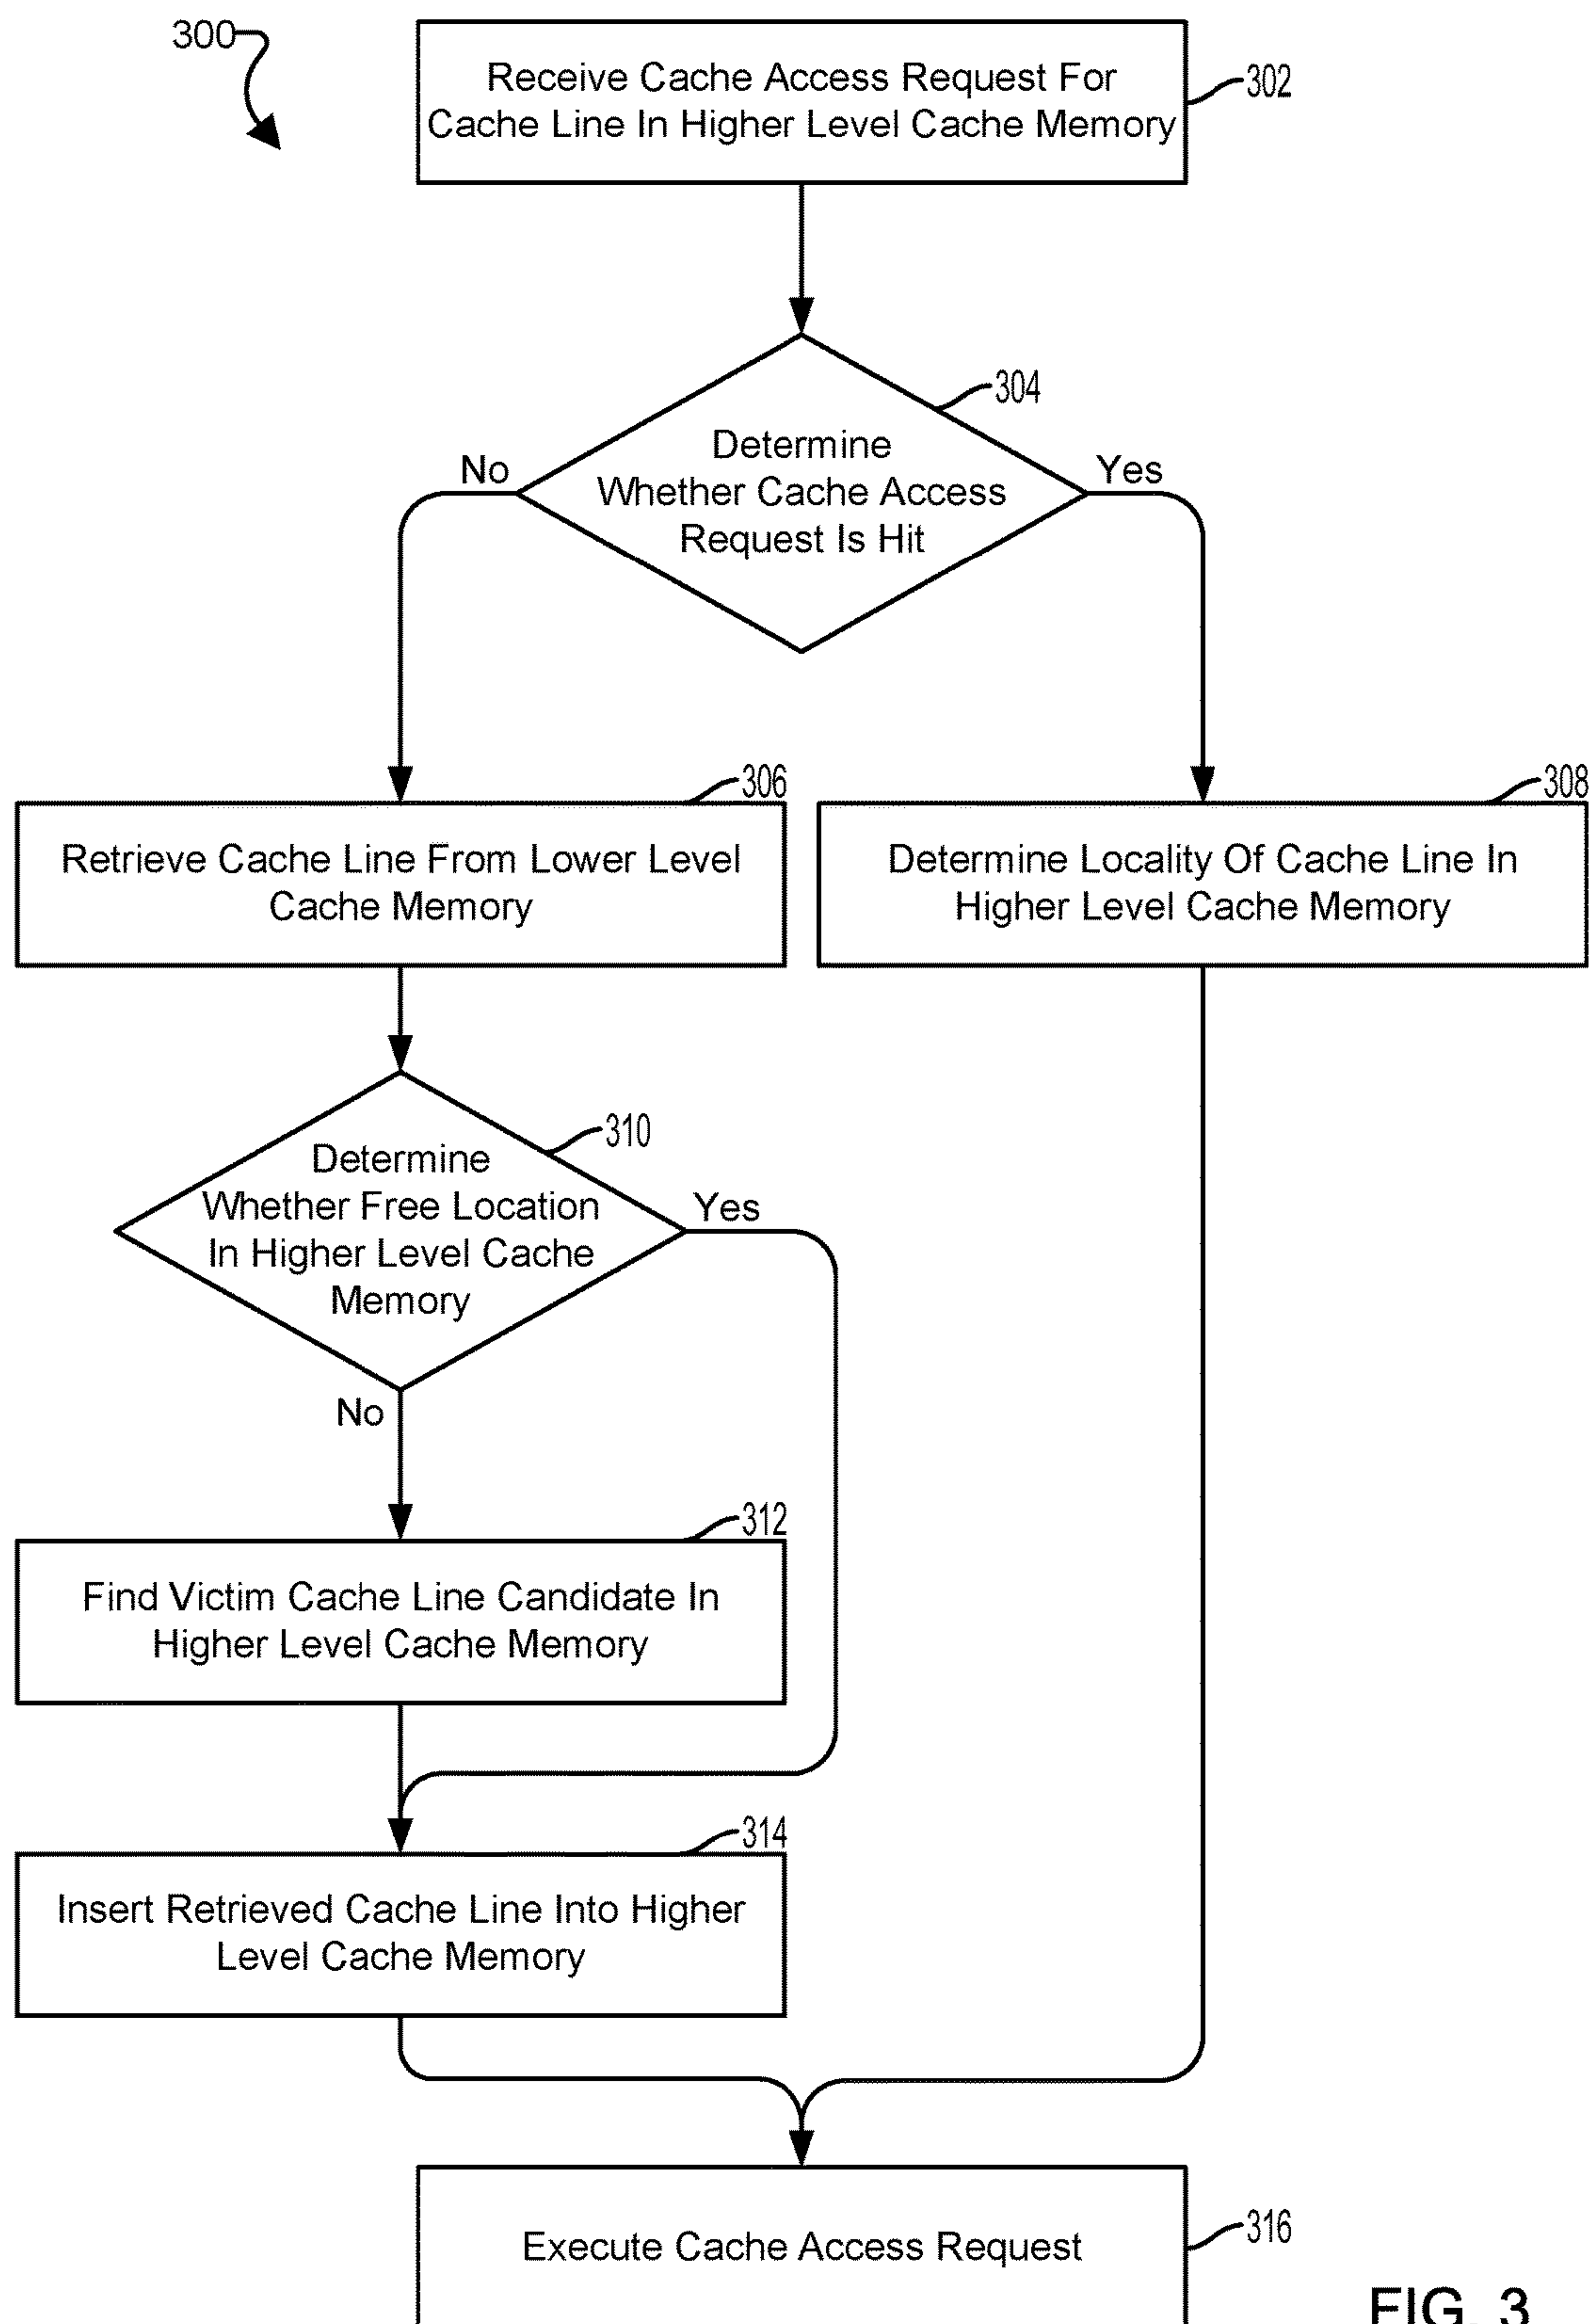 300
Receive Cache Access Request For
Cache Line In Higher Level Cache Memory
302
304
Determine
Whether Cache Access
Request Is Hit
No
Yes
306
Retrieve Cache Line From Lower Level
Cache Memory
308
Determine Locality Of Cache Line In
Higher Level Cache Memory
310
Determine
Whether Free Location
In Higher Level Cache
Memory
Yes
No
312
Find Victim Cache Line Candidate In
Higher Level Cache Memory
314
Insert Retrieved Cache Line Into Higher
Level Cache Memory
Execute Cache Access Request
316
FIG. 3